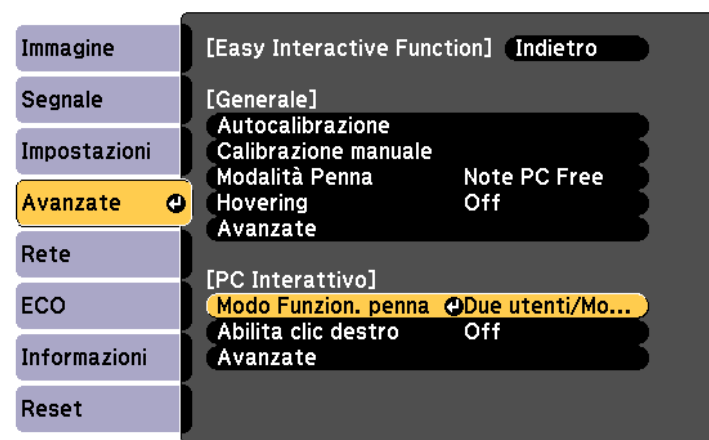 Immagine
Segnale
Impostazioni
Avanzate
Rete
ECO
Informazioni
Reset
[Easy Interactive Function] Indietro
[Generale]
Autocalibrazione
Calibrazione manuale
Modalità Penna Note PC Free
Hovering Off
Avanzate
[PC Interattivo]
Modo Funzion. penna Due utenti/Mo...
Abilita clic destro Off
Avanzate